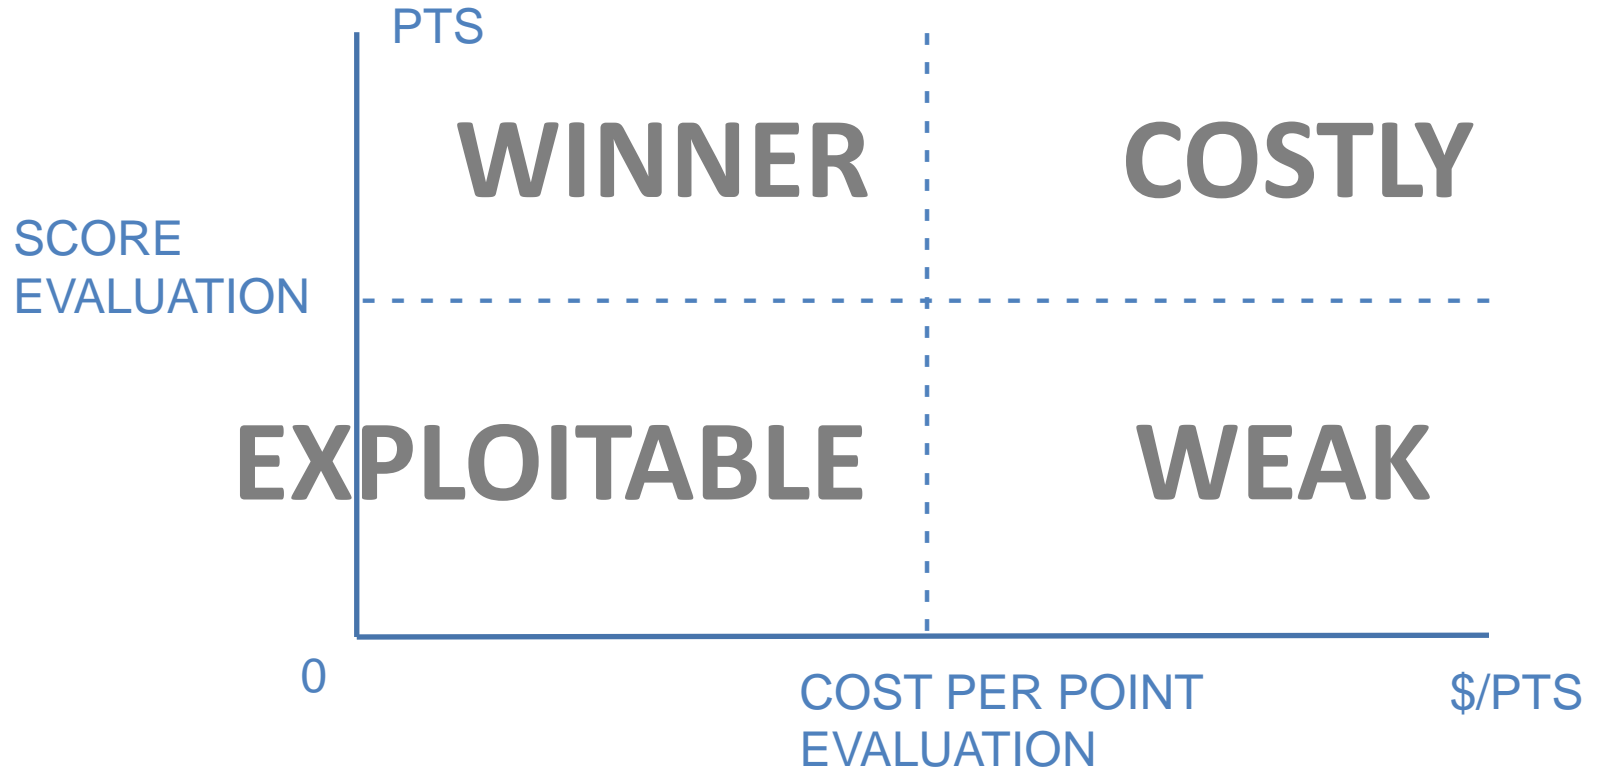 PTS
WINNER
COSTLY
SCORE
EVALUATION
EXPLOITABLE
WEAK
0
COST PER POINT
EVALUATION
$/PTS